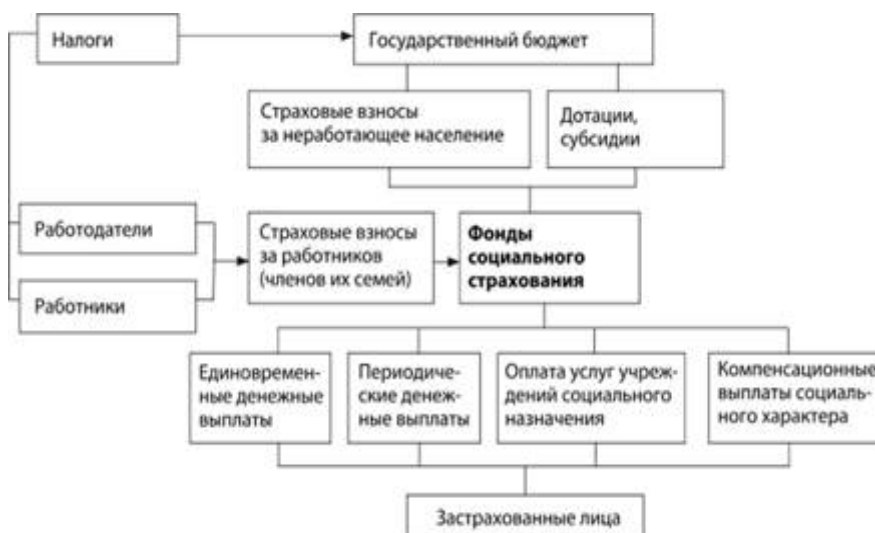 Налоги
Государственный бюджет
Страховые взносы
за неработающее население
Дотации,
субсидии
Работодатели
Страховые взносы
за работников
(членов их семей)
Фонды
социального
страхования
Работники
Единовремен-
ные денежные
выплаты
Периодиче-
ские денеж-
ные выплаты
Оплата услуг учреж-
дений социального
назначения
Компенсационные
выплаты социаль-
ного характера
Застрахованные лица